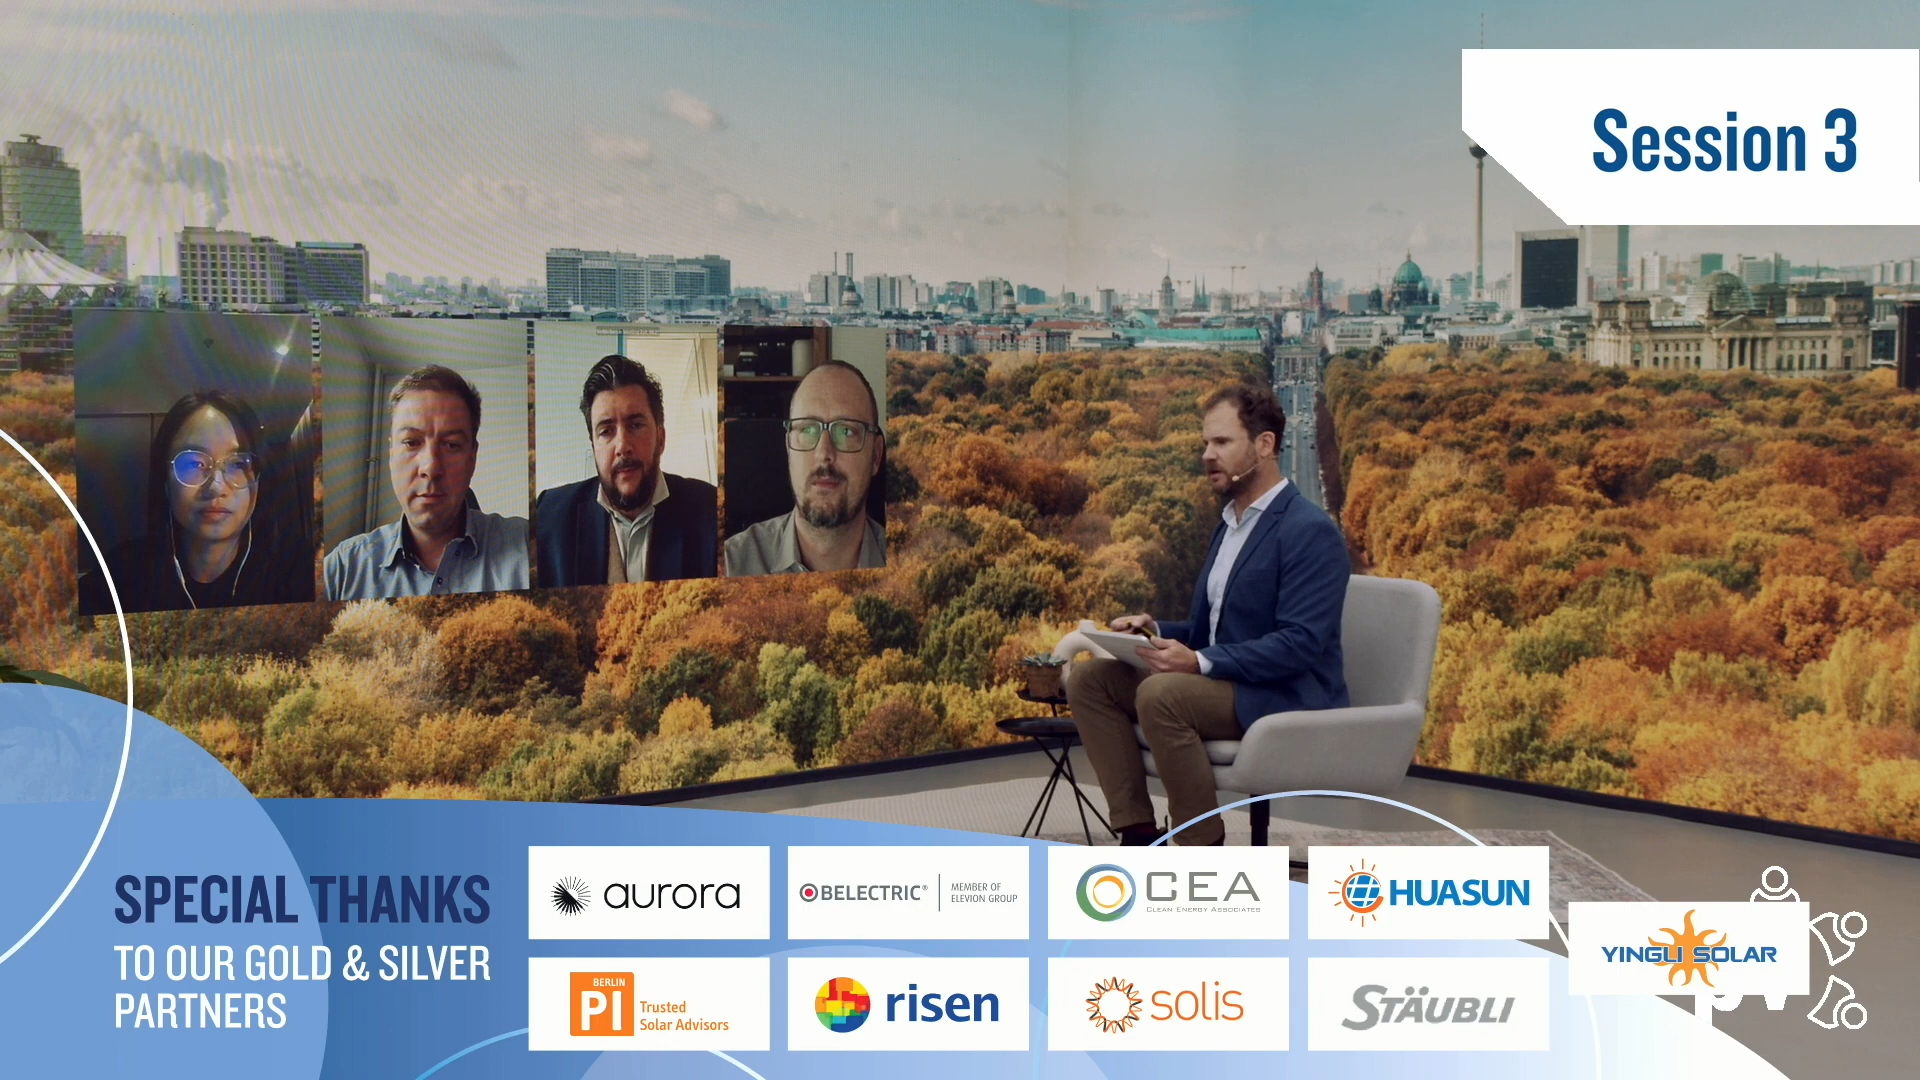 Session 3
SPECIAL THANKS
TO OUR GOLD & SILVER
PARTNERS
aurora
BELECTRIC®
MEMBER OF
ELEVION GROUP
CEA
CLEAN ENERGY ASSOCIATES
HUASUN
YINGLI SOLAR
BERLIN
PI
Trusted
Solar Advisors
risen
solis
STÄUBLI